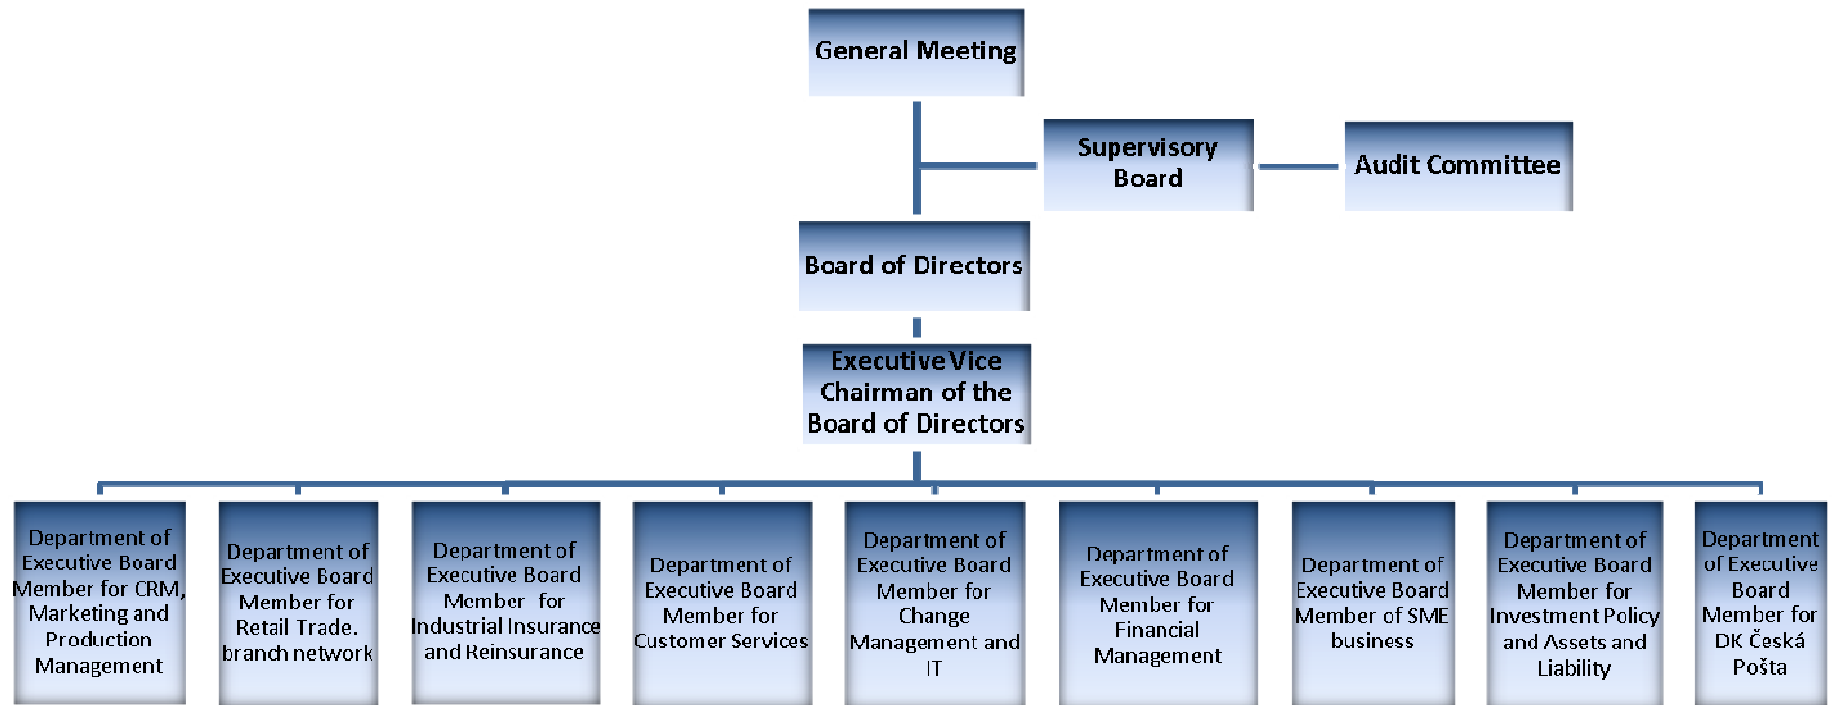 General Meeting
Supervisory
Board
Audit Committee
Board of Directors
Executive Vice
Chairman of the
Board of Directors
Department of
Executive Board
Member for CRM,
Marketing and
Production
Management
Department of
Executive Board
Member for
Retail Trade.
branch network
Department of
Executive Board
Member for
Industrial Insurance
and Reinsurance
Department of
Executive Board
Member for
Customer Services
Department of
Executive Board
Member for
Change
Management and
IT
Department of
Executive Board
Member for
Financial
Management
Department of
Executive Board
Member of SME
business
Department of
Executive Board
Member for
Investment Policy
and Assets and
Liability
Department
of Executive
Board
Member for
DK Česká
Pošta